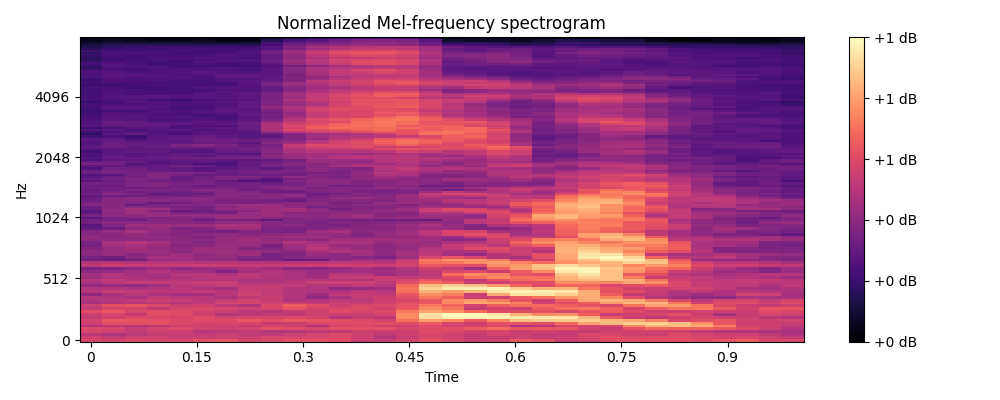 Normalized Mel-frequency spectrogram
Hz
4096
2048
1024
512
0
0 0.15 0.3 0.45 0.6 0.75 0.9
Time
+1 dB
+1 dB
+1 dB
+0 dB
+0 dB
+0 dB